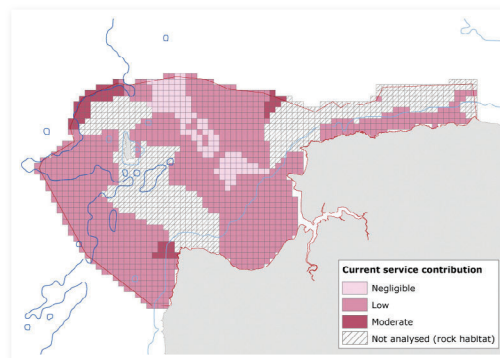 Current service contribution
Negligible
Low
Moderate
Not analysed (rock habitat)